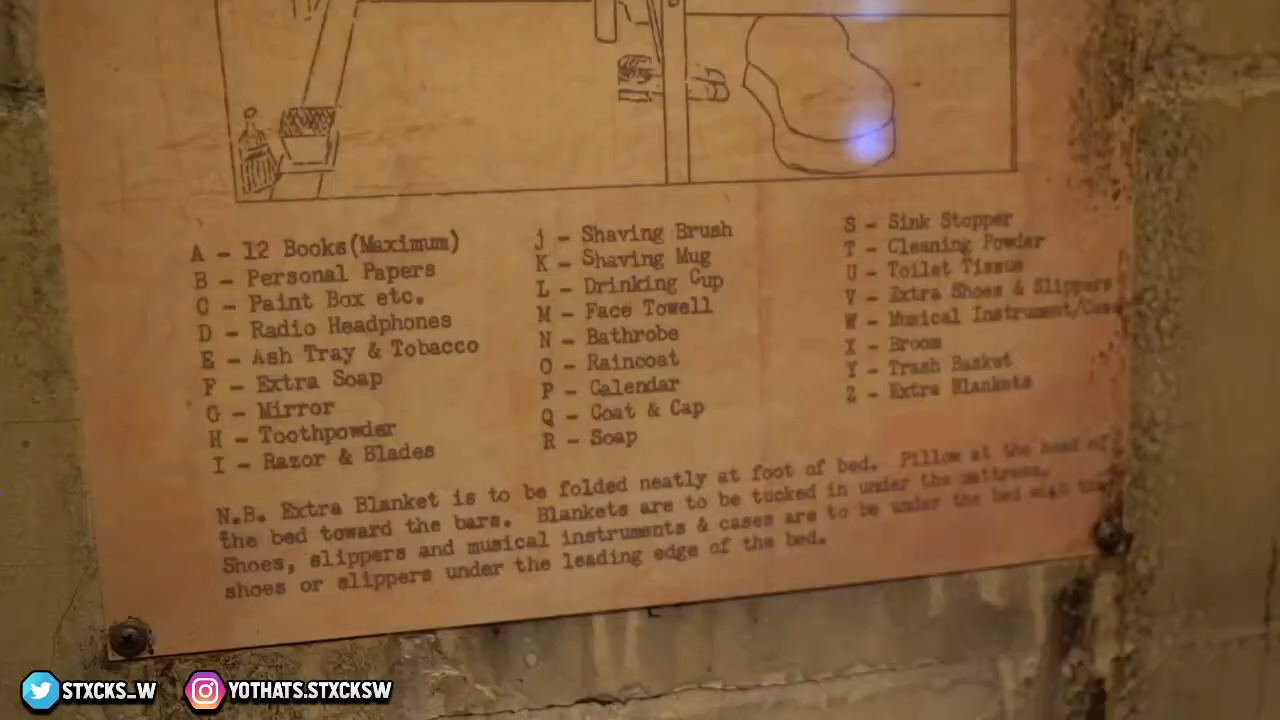 A - 12 Books(Maximum)
B - Personal Papers
C - Paint Box etc.
D - Radio Headphones
E - Ash Tray & Tobacco
F - Extra Soap
G - Mirror
H - Toothpowder
I - Razor & Blades
j - Shaving Brush
K - Shaving Mug
L - Drinking Cup
M - Face Towell
N - Bathrobe
O - Raincoat
P - Calendar
Q - Coat & Cap
R - Soap
S - Sink Stopper
T - Cleaning Powder
U - Toilet Tissue
V - Extra Shoes & Slippers
W - Musical Instrument/Case
X - Broom
Y - Trash Basket
Z - Extra Blankets
N.B. Extra Blanket is to be folded neatly at foot of bed. Pillow at the head of
the bed toward the bars. Blankets are to be tucked in under the mattress.
Shoes, slippers and musical instruments & cases are to be under the bed with the
shoes or slippers under the leading edge of the bed.
STXCKS_W
YOTHATS.STXCKSW